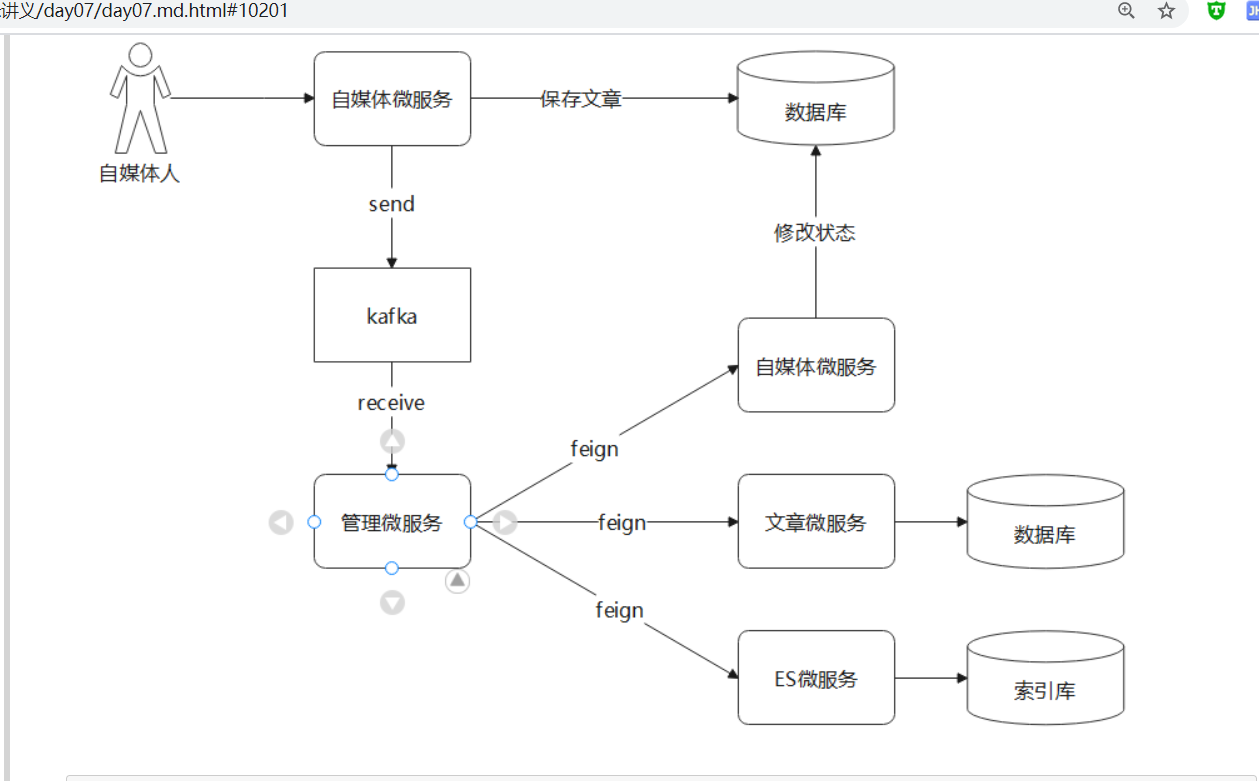 讲义/day07/day07.md.html#10201
自媒体微服务
保存文章
数据库
自媒体人
send
修改状态
kafka
自媒体微服务
receive
feign
管理微服务
feign
文章微服务
数据库
feign
ES微服务
索引库